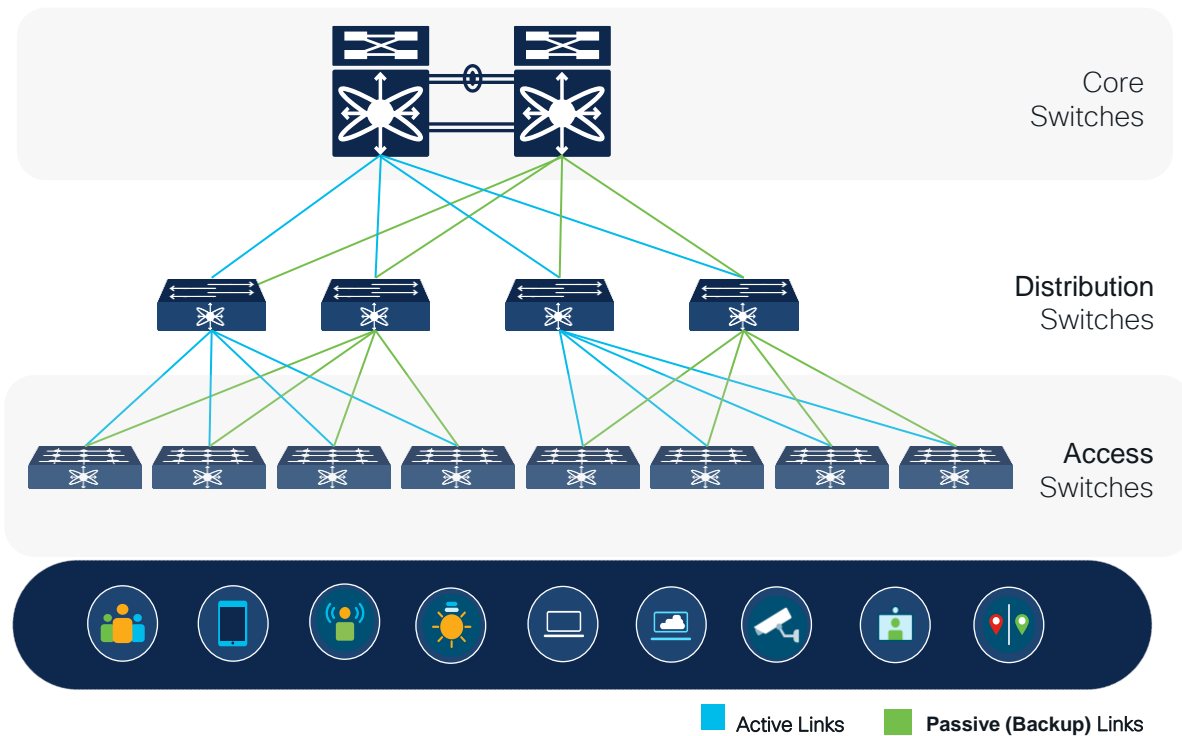 Core
Switches
Distribution
Switches
Access
Switches
Active Links
Passive (Backup) Links